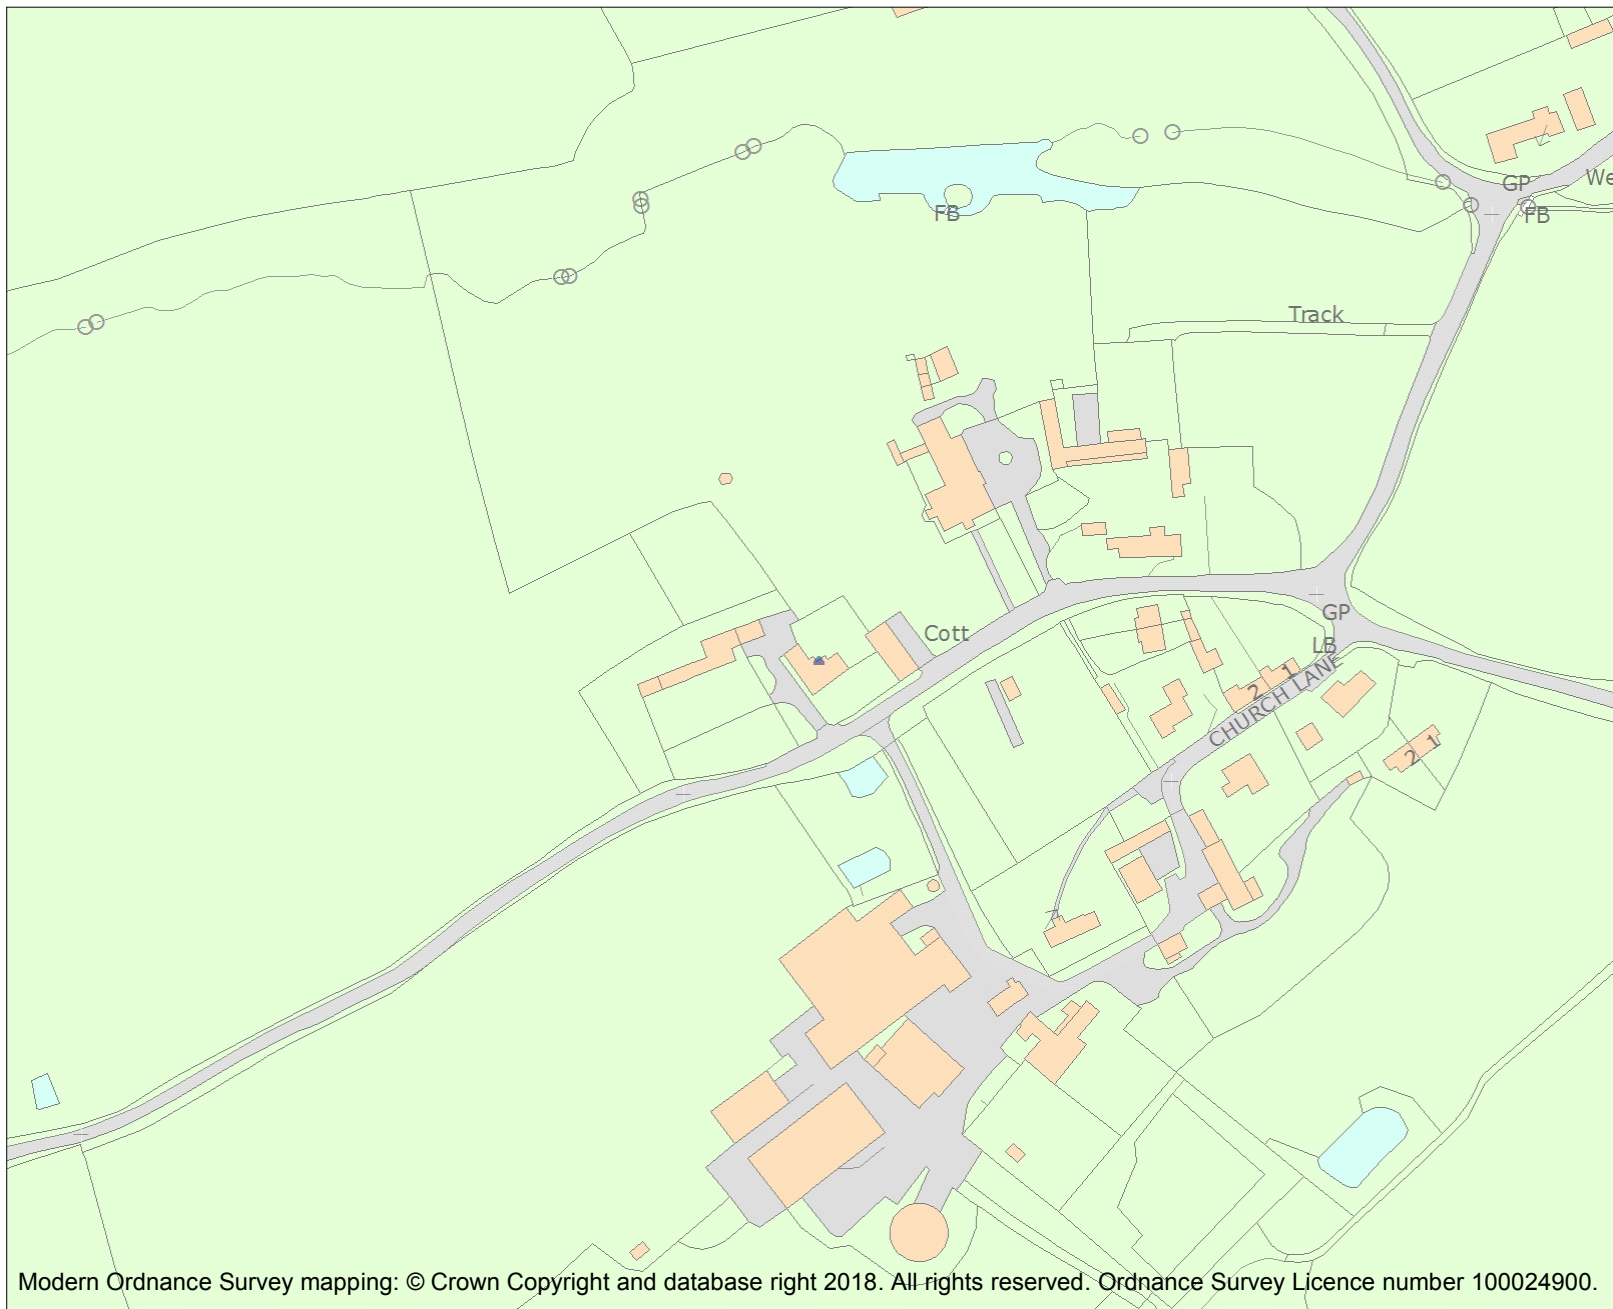 GP
We
FB
FB
Track
Cott
GP
LB
CHURCH LANE
1
2
1
2
Modern Ordnance Survey mapping: © Crown Copyright and database right 2018. All rights reserved. Ordnance Survey Licence number 100024900.